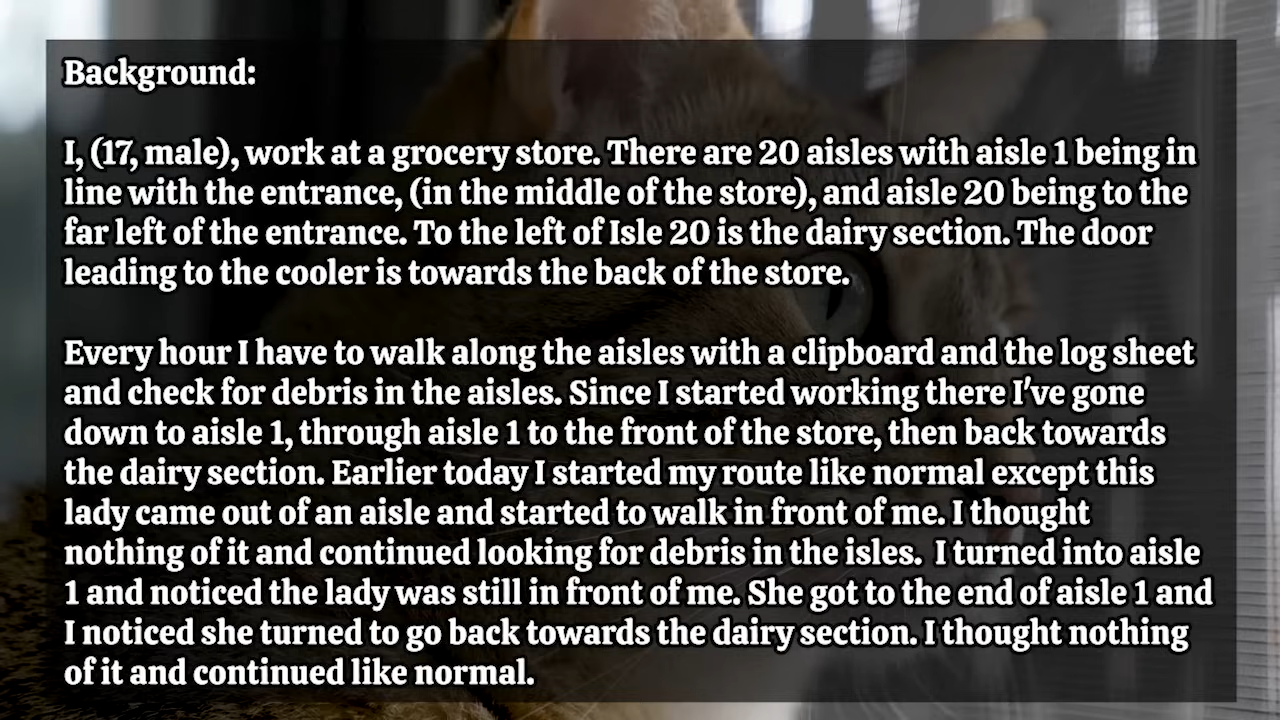 Background:
I, (17, male), work at a grocery store. There are 20 aisles with aisle 1 being in
line with the entrance, (in the middle of the store), and aisle 20 being to the
far left of the entrance. To the left of Isle 20 is the dairy section. The door
leading to the cooler is towards the back of the store.
Every hour I have to walk along the aisles with a clipboard and the log sheet
and check for debris in the aisles. Since I started working there I've gone
down to aisle 1, through aisle 1 to the front of the store, then back towards
the dairy section. Earlier today I started my route like normal except this
lady came out of an aisle and started to walk in front of me. I thought
nothing of it and continued looking for debris in the isles.  I turned into aisle
1 and noticed the lady was still in front of me. She got to the end of aisle 1 and
I noticed she turned to go back towards the dairy section. I thought nothing
of it and continued like normal.